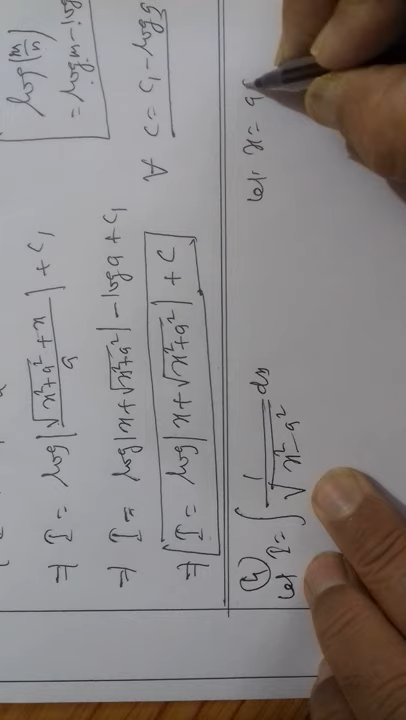 log(m/n)
= log m - log
⇒ I = log|(√(x²+a²) + x)/a| + C₁
⇒ I = log|x+√(x²+a²)| - log a + C₁
C = C₁ - log
⇒ I = log|x+√(x²+a²)| + C
let I = ∫ 1/√(x²-a²) dx
let x = a